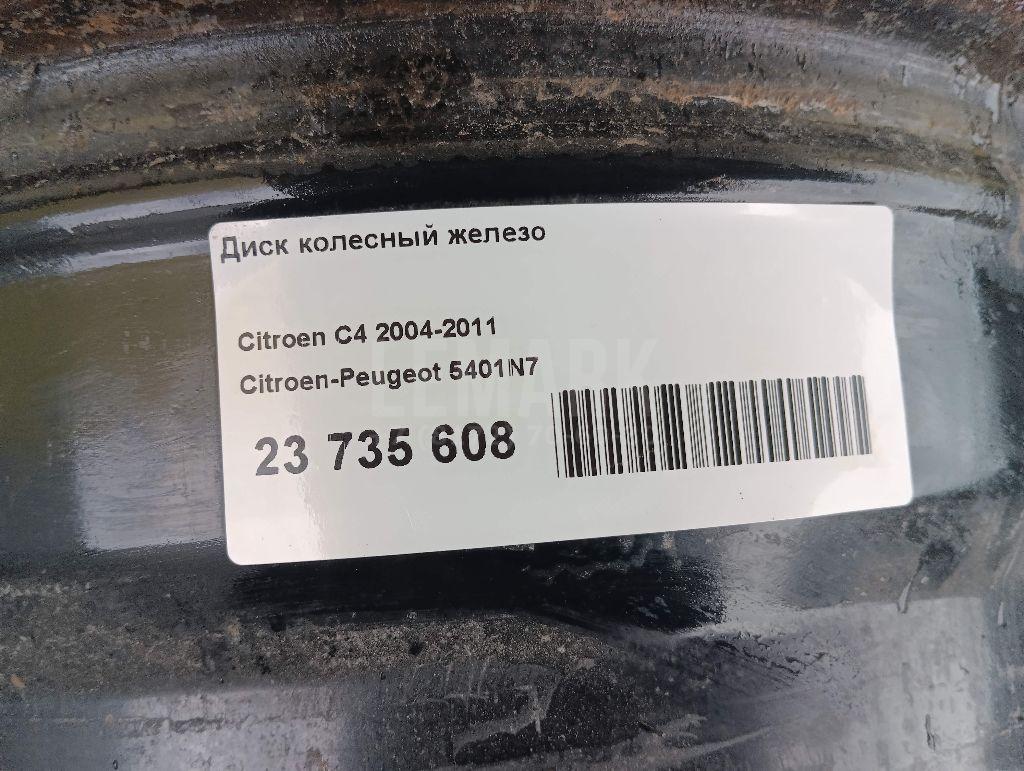 Диск колесный железо
Citroen C4 2004-2011
Citroen-Peugeot 5401N7
LEMARK
23 735 608